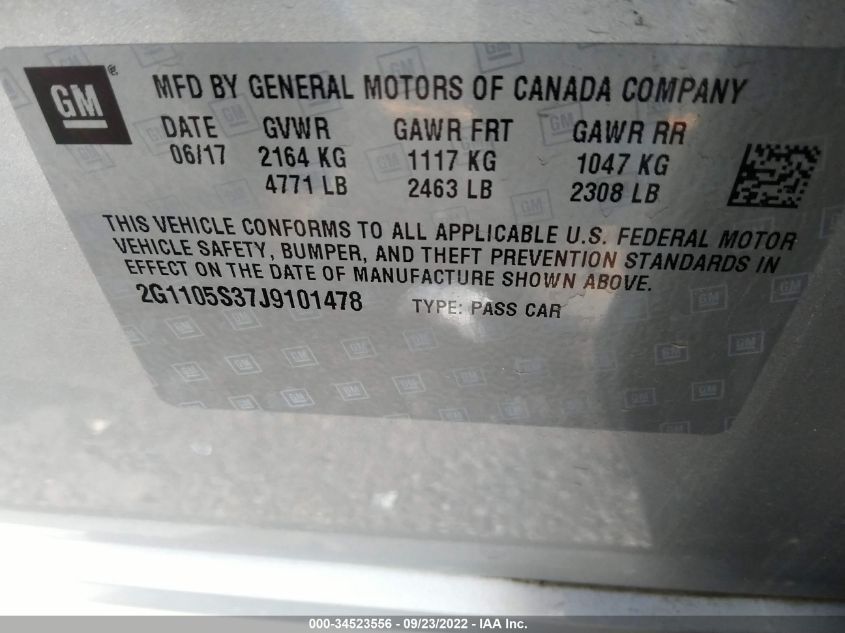 GM ®
MFD BY GENERAL MOTORS OF CANADA COMPANY
DATE GVWR GAWR FRT GAWR RR
06/17 2164 KG 1117 KG 1047 KG
4771 LB 2463 LB 2308 LB
THIS VEHICLE CONFORMS TO ALL APPLICABLE U.S. FEDERAL MOTOR
VEHICLE SAFETY, BUMPER, AND THEFT PREVENTION STANDARDS IN
EFFECT ON THE DATE OF MANUFACTURE SHOWN ABOVE.
2G1105S37J9101478 TYPE: PASS CAR
000-34523556 - 09/23/2022 - IAA Inc.